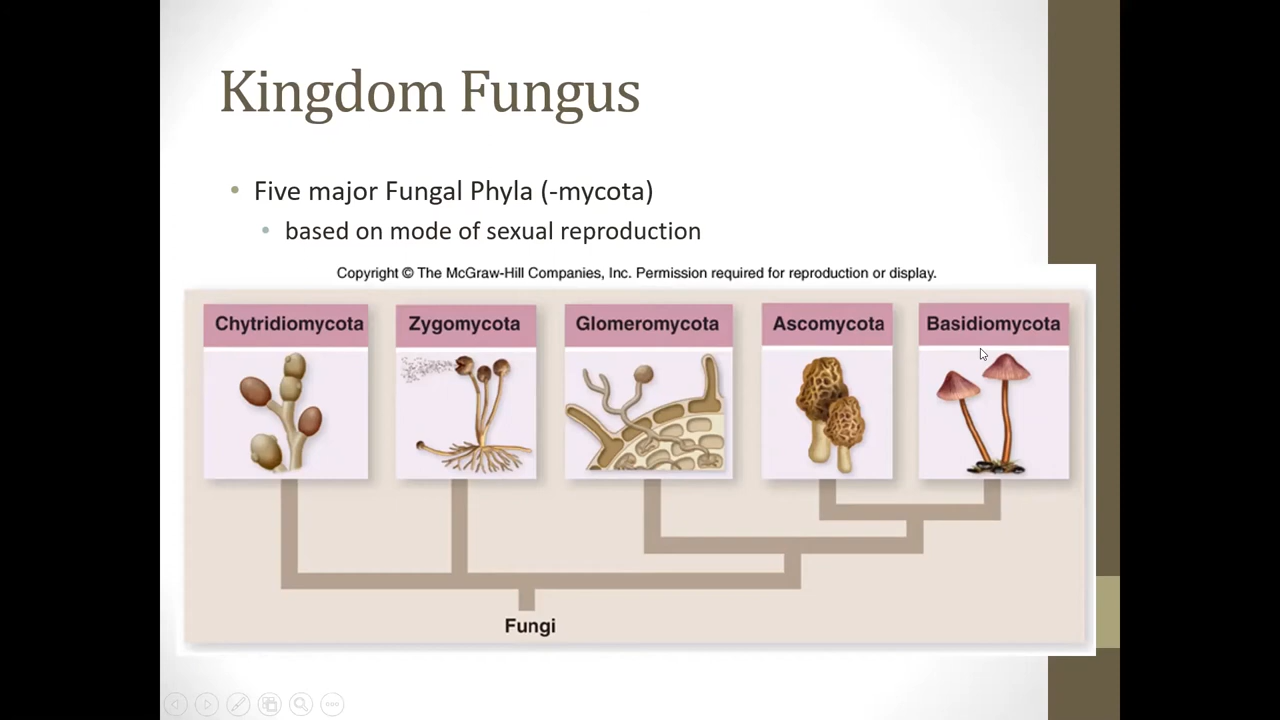 Kingdom Fungus
• Five major Fungal Phyla (-mycota)
• based on mode of sexual reproduction
Copyright © The McGraw-Hill Companies, Inc. Permission required for reproduction or display.
Chytridiomycota
Zygomycota
Glomeromycota
Ascomycota
Basidiomycota
Fungi